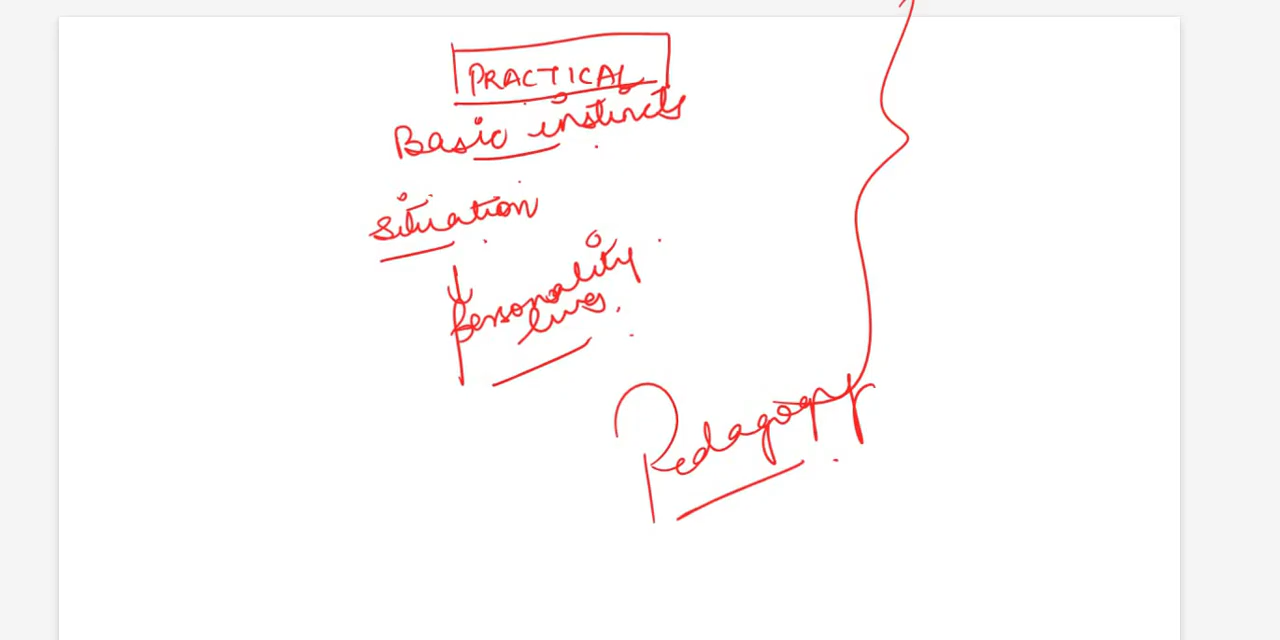 PRACTICAL
Basic instincts
situation
personality
lives.
Pedagogy